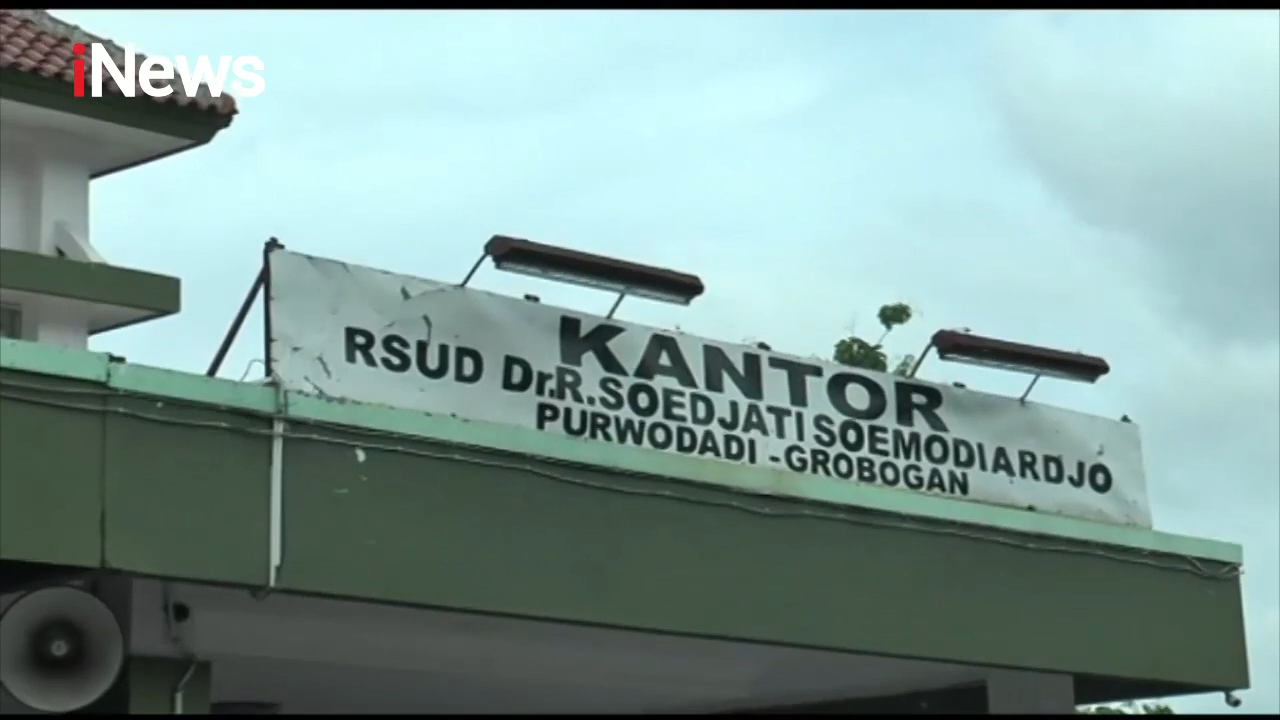 iNews
KANTOR
RSUD Dr.R.SOEDJATI SOEMODIARDJO
PURWODADI -GROBOGAN